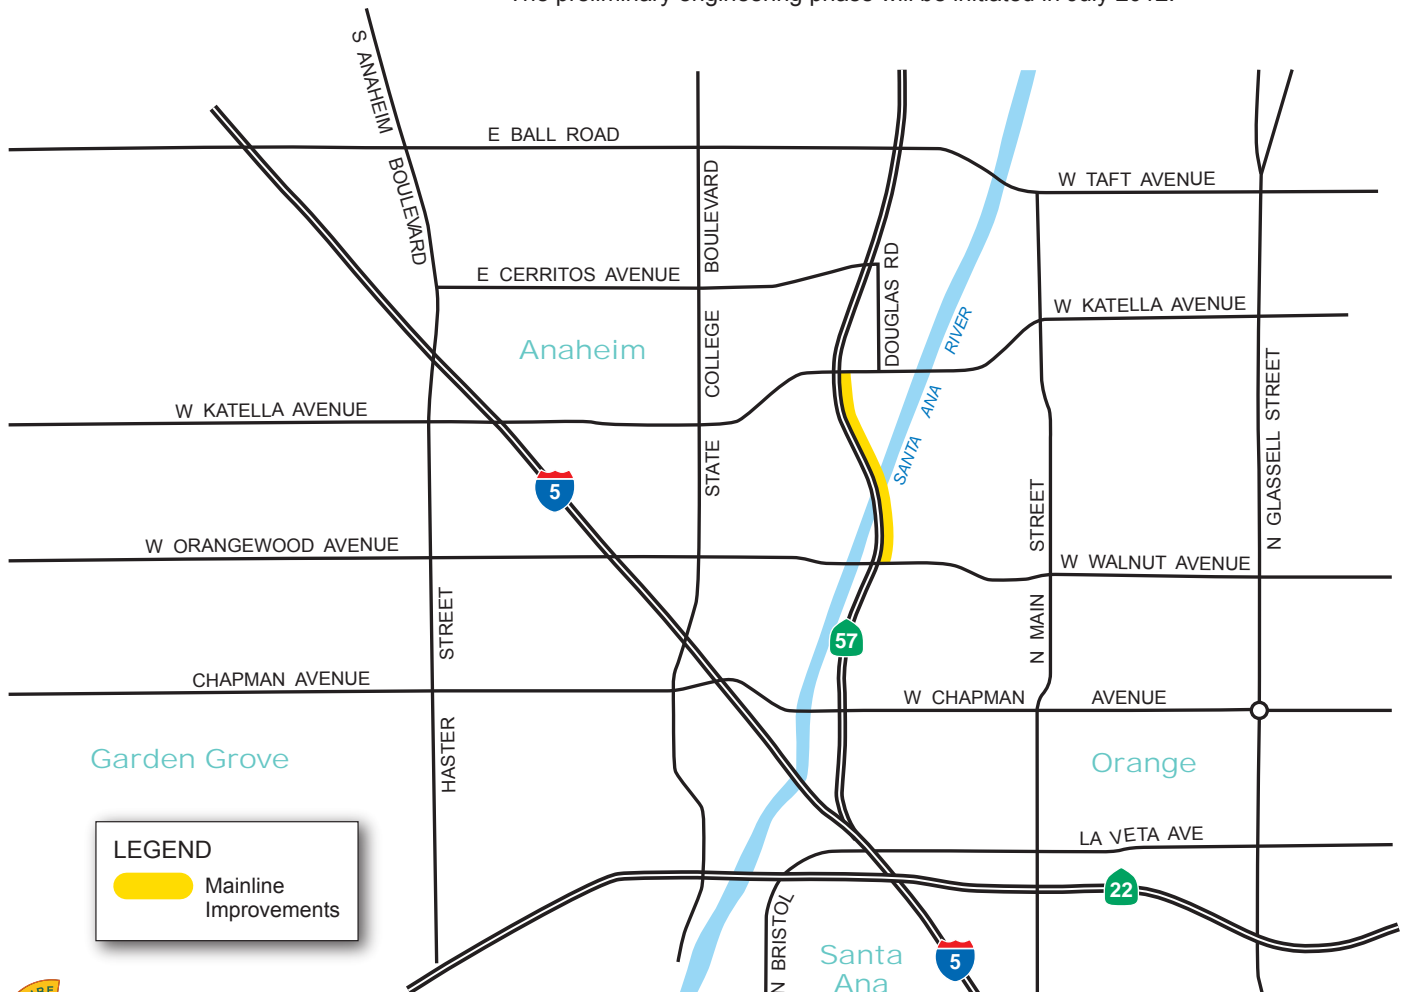 S ANAHEIM BOULEVARD
E BALL ROAD
W TAFT AVENUE
STATE COLLEGE BOULEVARD
E CERRITOS AVENUE
DOUGLAS RD
W KATELLA AVENUE
Anaheim
SANTA ANA RIVER
W KATELLA AVENUE
N GLASSELL STREET
5
W ORANGEWOOD AVENUE
W WALNUT AVENUE
N MAIN STREET
HASTER STREET
57
CHAPMAN AVENUE
W CHAPMAN AVENUE
Garden Grove
Orange
LA VETA AVE
LEGEND
Mainline
Improvements
22
N BRISTOL
Santa
Ana
5